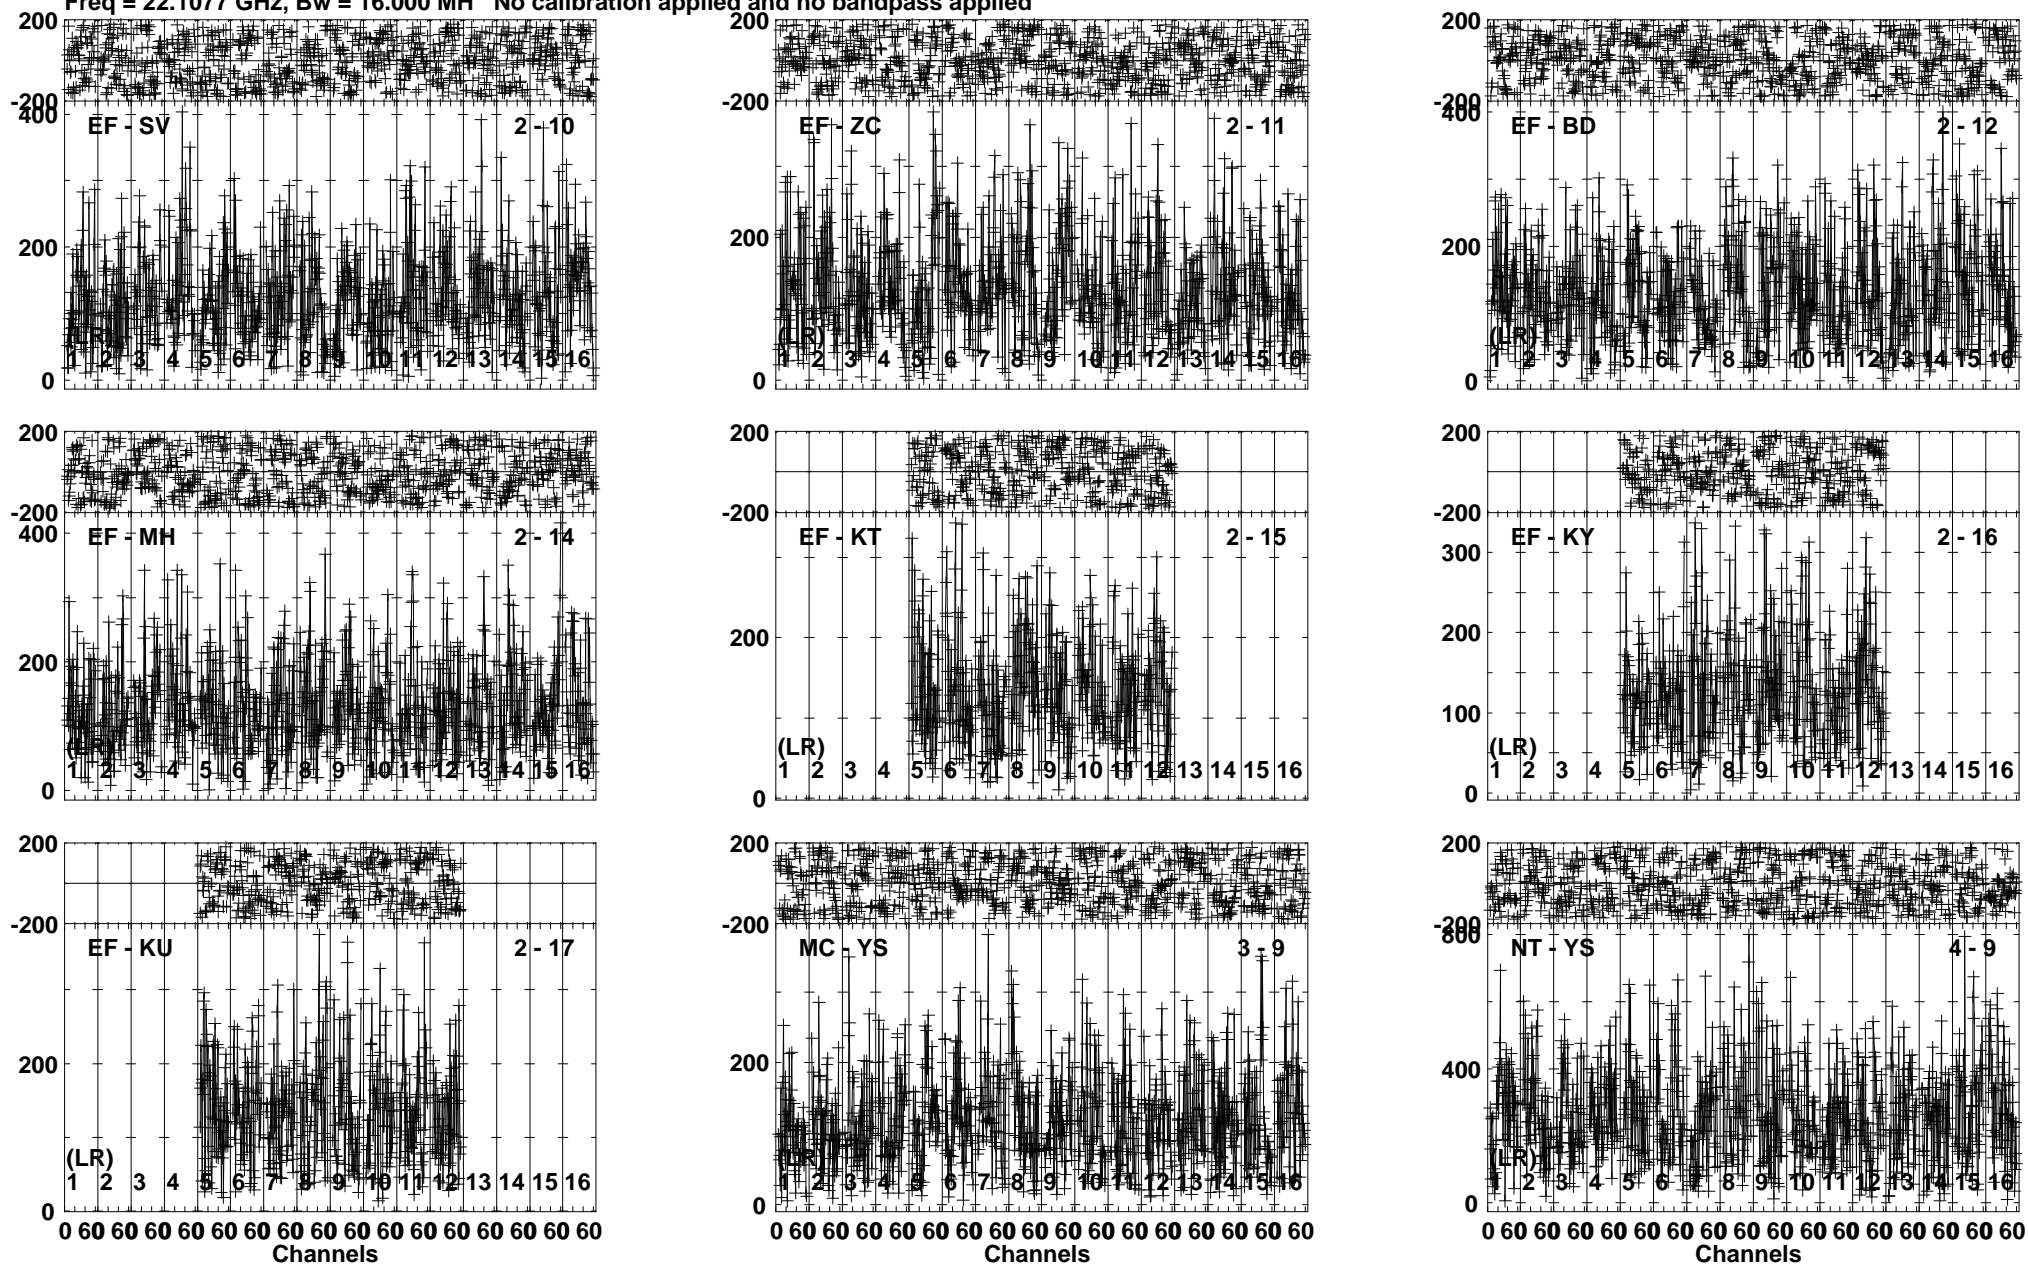 Freq = 22.1077 GHz, Bw = 16.000 MH No calibration applied and no bandpass applied
200 200 200
-200 -200 -200
400 400
EF - SV 2 - 10 EF - ZC 2 - 11 EF - BD 2 - 12
200 200 200
(LR) (LR) (LR)
1 2 3 4 5 6 7 8 9 10 11 12 13 14 15 16 1 2 3 4 5 6 7 8 9 10 11 12 13 14 15 16 1 2 3 4 5 6 7 8 9 10 11 12 13 14 15 16
0 0 0
200 200 200
-200 -200 -200
400 300
EF - MH 2 - 14 EF - KT 2 - 15 EF - KY 2 - 16
200 200 200
100
(LR) (LR) (LR)
1 2 3 4 5 6 7 8 9 10 11 12 13 14 15 16 1 2 3 4 5 6 7 8 9 10 11 12 13 14 15 16 1 2 3 4 5 6 7 8 9 10 11 12 13 14 15 16
0 0 0
200 200 200
-200 -200 -200
800
EF - KU 2 - 17 MC - YS 3 - 9 NT - YS 4 - 9
200 200 400
(LR) (LR) (LR)
1 2 3 4 5 6 7 8 9 10 11 12 13 14 15 16 1 2 3 4 5 6 7 8 9 10 11 12 13 14 15 16 1 2 3 4 5 6 7 8 9 10 11 12 13 14 15 16
0 0 0
0 60 60 60 60 60 60 60 60 60 60 60 60 60 60 60 60 0 60 60 60 60 60 60 60 60 60 60 60 60 60 60 60 60 0 60 60 60 60 60 60 60 60 60 60 60 60 60 60 60 60
Channels Channels Channels